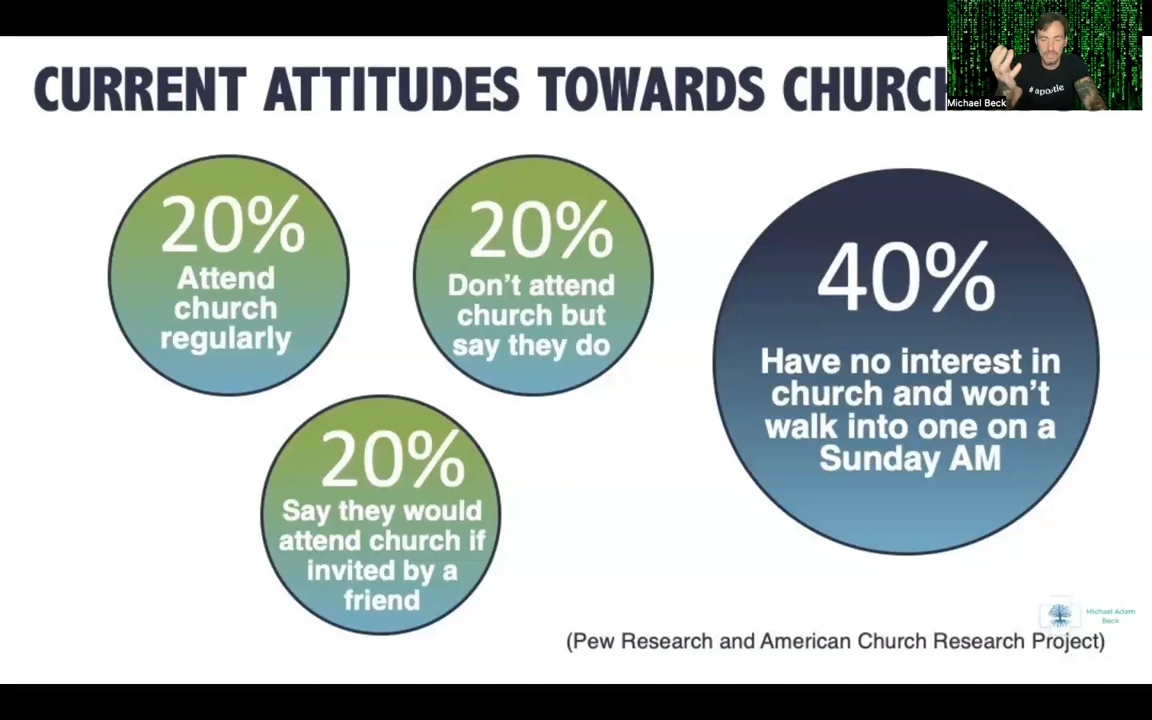 CURRENT ATTITUDES TOWARDS CHURCH
Michael Beck
# apostle
20%
Attend
church
regularly
20%
Don't attend
church but
say they do
40%
Have no interest in
church and won't
walk into one on a
Sunday AM
20%
Say they would
attend church if
invited by a
friend
Michael Adam
Beck
(Pew Research and American Church Research Project)